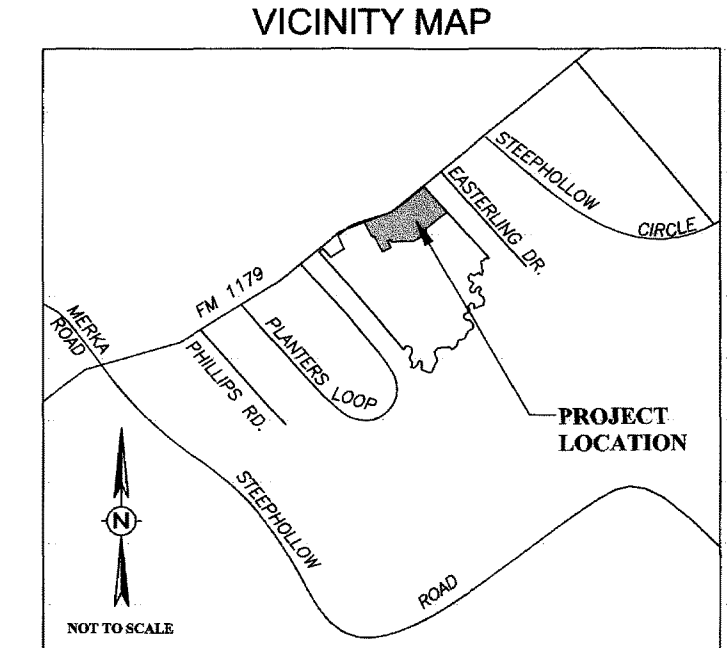 VICINITY MAP
STEEPHOLLOW
CIRCLE
EASTERLING DR.
FM 1179
MERKA
ROAD
PLANTERS LOOP
PHILLIPS RD.
PROJECT
LOCATION
STEEPHOLLOW
ROAD
N
NOT TO SCALE